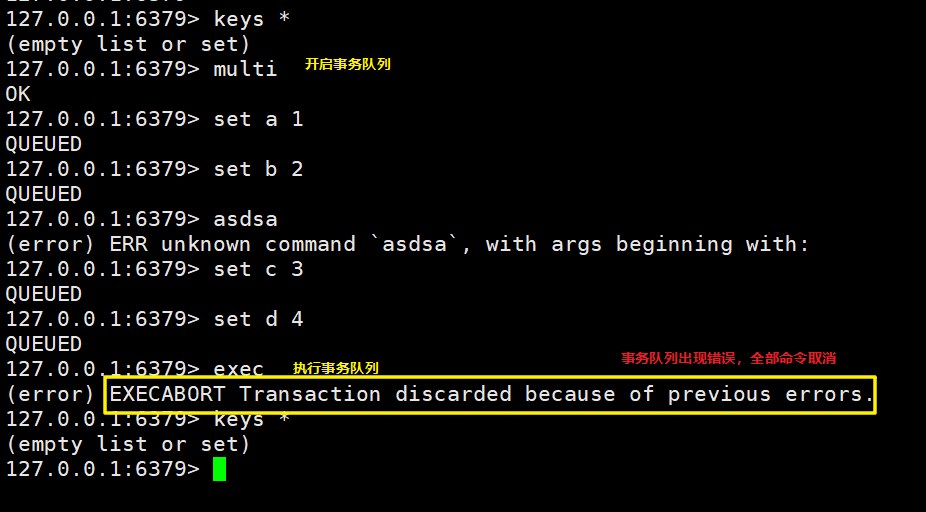 127.0.0.1:6379> keys *
(empty list or set)
127.0.0.1:6379> multi 开启事务队列
OK
127.0.0.1:6379> set a 1
QUEUED
127.0.0.1:6379> set b 2
QUEUED
127.0.0.1:6379> asdsa
(error) ERR unknown command `asdsa`, with args beginning with:
127.0.0.1:6379> set c 3
QUEUED
127.0.0.1:6379> set d 4
QUEUED
127.0.0.1:6379> exec 执行事务队列 事务队列出现错误，全部命令取消
(error) EXECABORT Transaction discarded because of previous errors.
127.0.0.1:6379> keys *
(empty list or set)
127.0.0.1:6379>